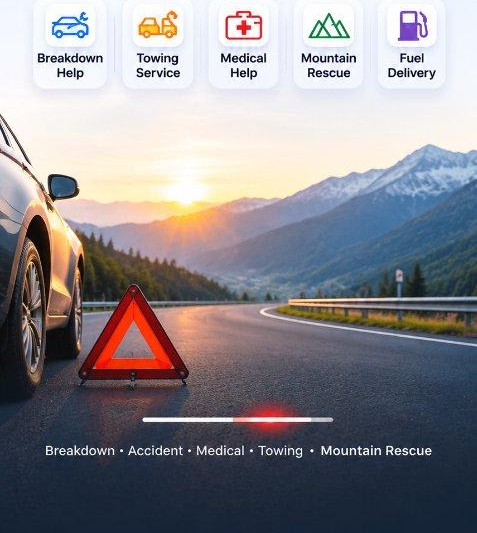 Breakdown
Help
Towing
Service
Medical
Help
Mountain
Rescue
Fuel
Delivery
Breakdown • Accident • Medical • Towing • Mountain Rescue